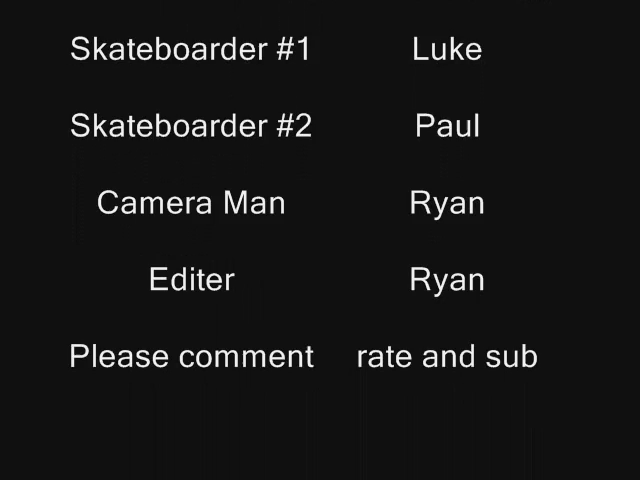 Skateboarder #1 Luke
Skateboarder #2 Paul
Camera Man Ryan
Editer Ryan
Please comment rate and sub